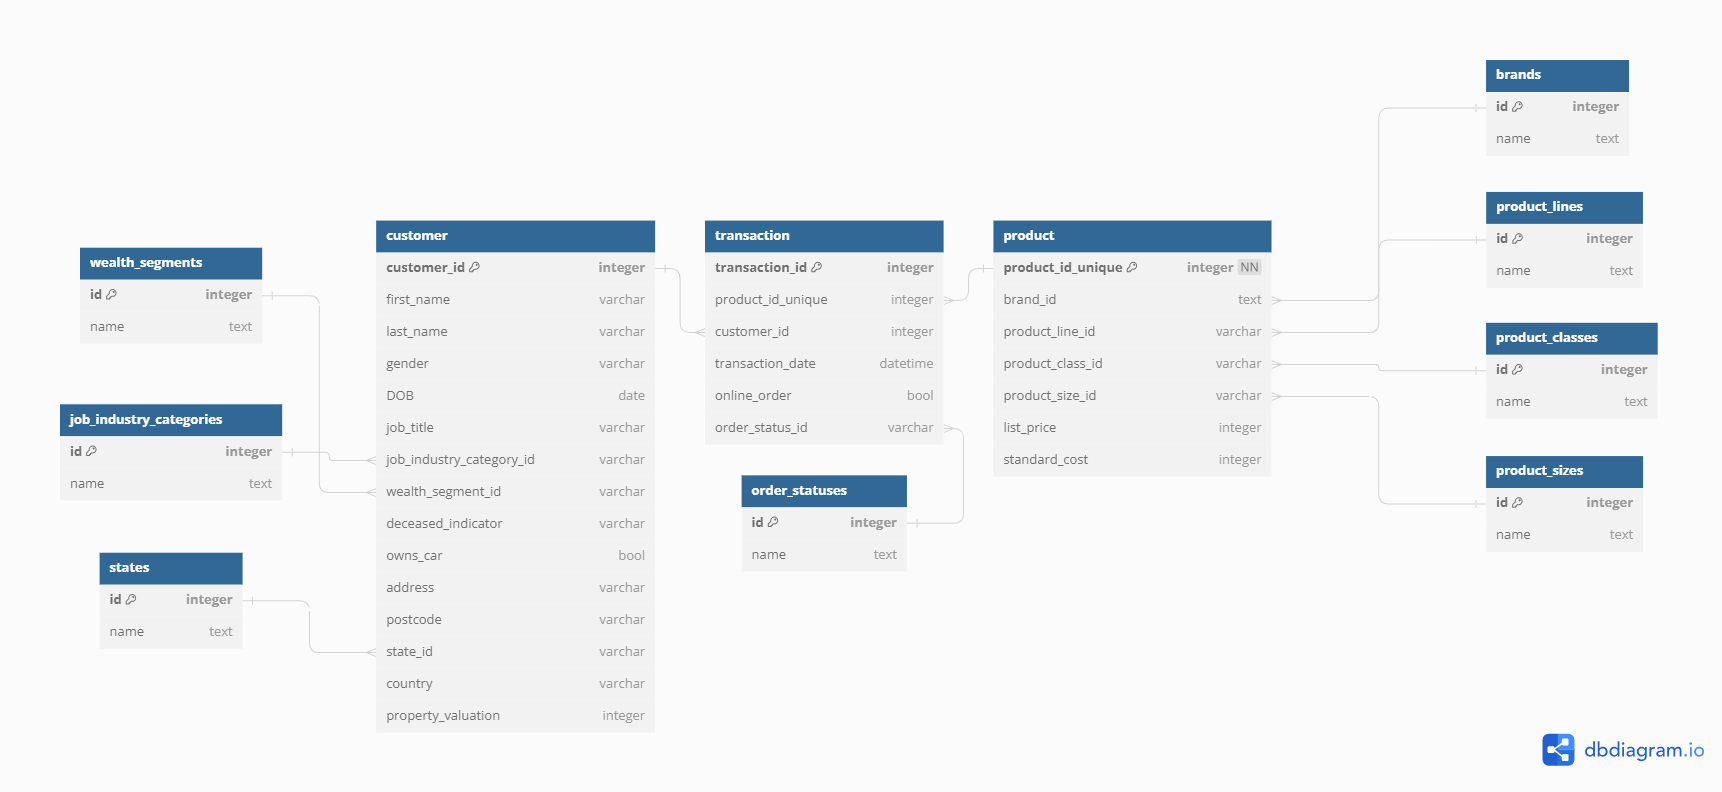 wealth_segments
id integer
name text
job_industry_categories
id integer
name text
states
id integer
name text
customer
customer_id integer
first_name varchar
last_name varchar
gender varchar
DOB date
job_title varchar
job_industry_category_id varchar
wealth_segment_id varchar
deceased_indicator varchar
owns_car bool
address varchar
postcode varchar
state_id varchar
country varchar
property_valuation integer
transaction
transaction_id integer
product_id_unique integer
customer_id integer
transaction_date datetime
online_order bool
order_status_id varchar
order_statuses
id integer
name text
product
product_id_unique integer NN
brand_id text
product_line_id varchar
product_class_id varchar
product_size_id varchar
list_price integer
standard_cost integer
brands
id integer
name text
product_lines
id integer
name text
product_classes
id integer
name text
product_sizes
id integer
name text
dbdiagram.io